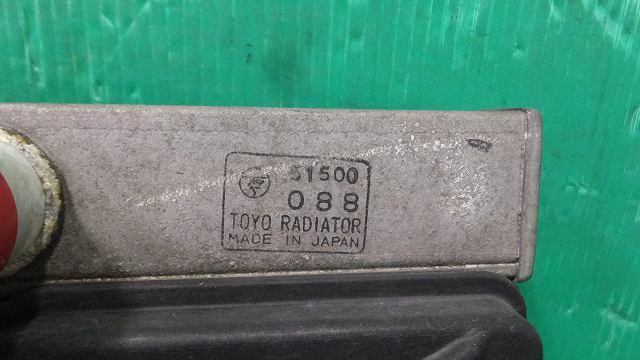 51500
088
TOYO RADIATOR
MADE IN JAPAN